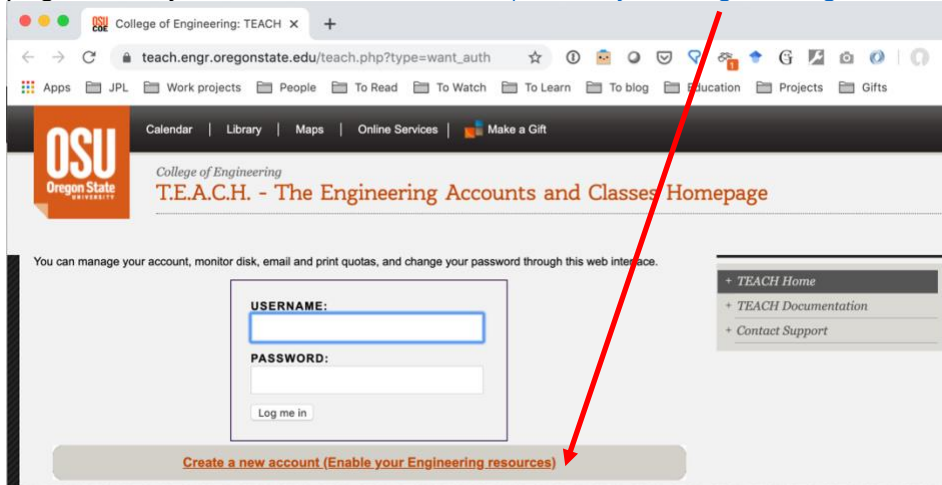 College of Engineering: TEACH
teach.engr.oregonstate.edu/teach.php?type=want_auth
Apps JPL Work projects People To Read To Watch To Learn To blog Education Projects Gifts
OSU
Oregon State
UNIVERSITY
Calendar | Library | Maps | Online Services | Make a Gift
College of Engineering
T.E.A.C.H. - The Engineering Accounts and Classes Homepage
You can manage your account, monitor disk, email and print quotas, and change your password through this web interface.
+ TEACH Home
+ TEACH Documentation
+ Contact Support
USERNAME:
PASSWORD:
Log me in
Create a new account (Enable your Engineering resources)